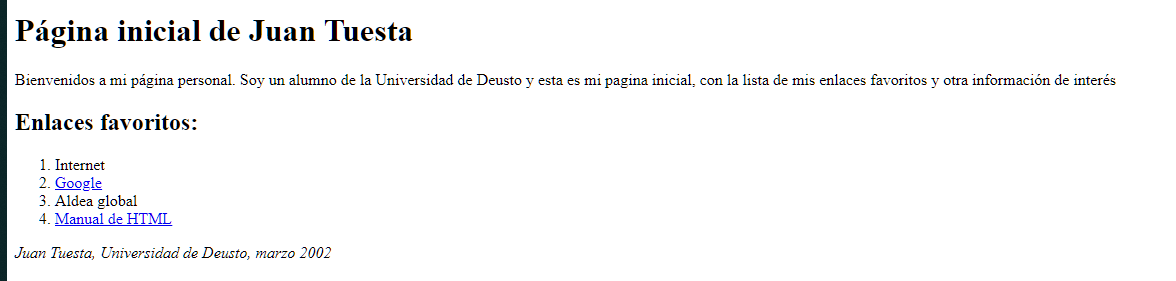 Página inicial de Juan Tuesta
Bienvenidos a mi página personal. Soy un alumno de la Universidad de Deusto y esta es mi pagina inicial, con la lista de mis enlaces favoritos y otra información de interés
Enlaces favoritos:
1. Internet
2. Google
3. Aldea global
4. Manual de HTML
Juan Tuesta, Universidad de Deusto, marzo 2002